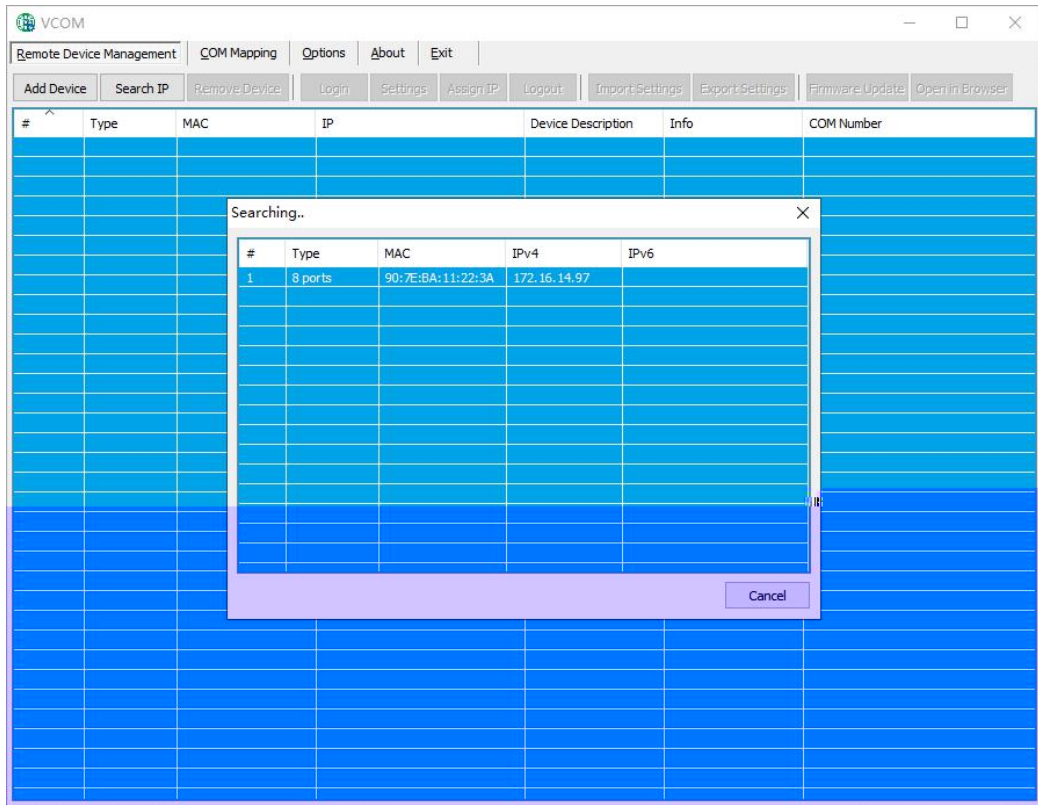 VCOM
Remote Device Management COM Mapping Options About Exit
Add Device Search IP Remove Device Login Settings Assign IP Logout Import Settings Export Settings Firmware Update Open in Browser
# Type MAC IP Device Description Info COM Number
Searching..
# Type MAC IPv4 IPv6
1 8 ports 90:7E:BA:11:22:3A 172.16.14.97
Cancel